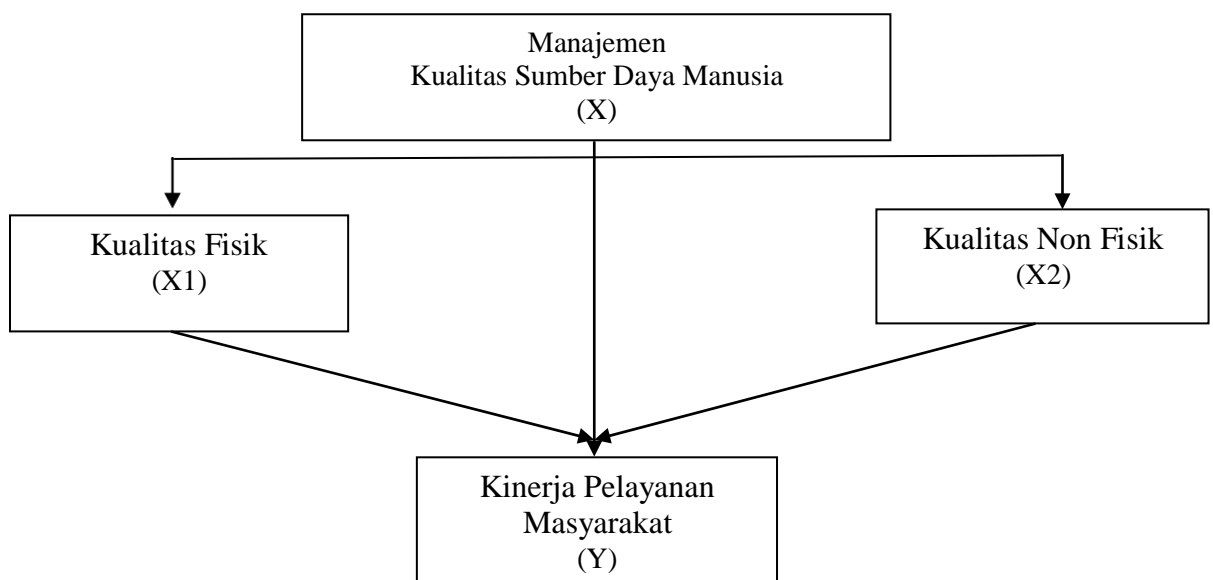 Manajemen
Kualitas Sumber Daya Manusia
(X)
Kualitas Fisik
(X1)
Kualitas Non Fisik
(X2)
Kinerja Pelayanan
Masyarakat
(Y)